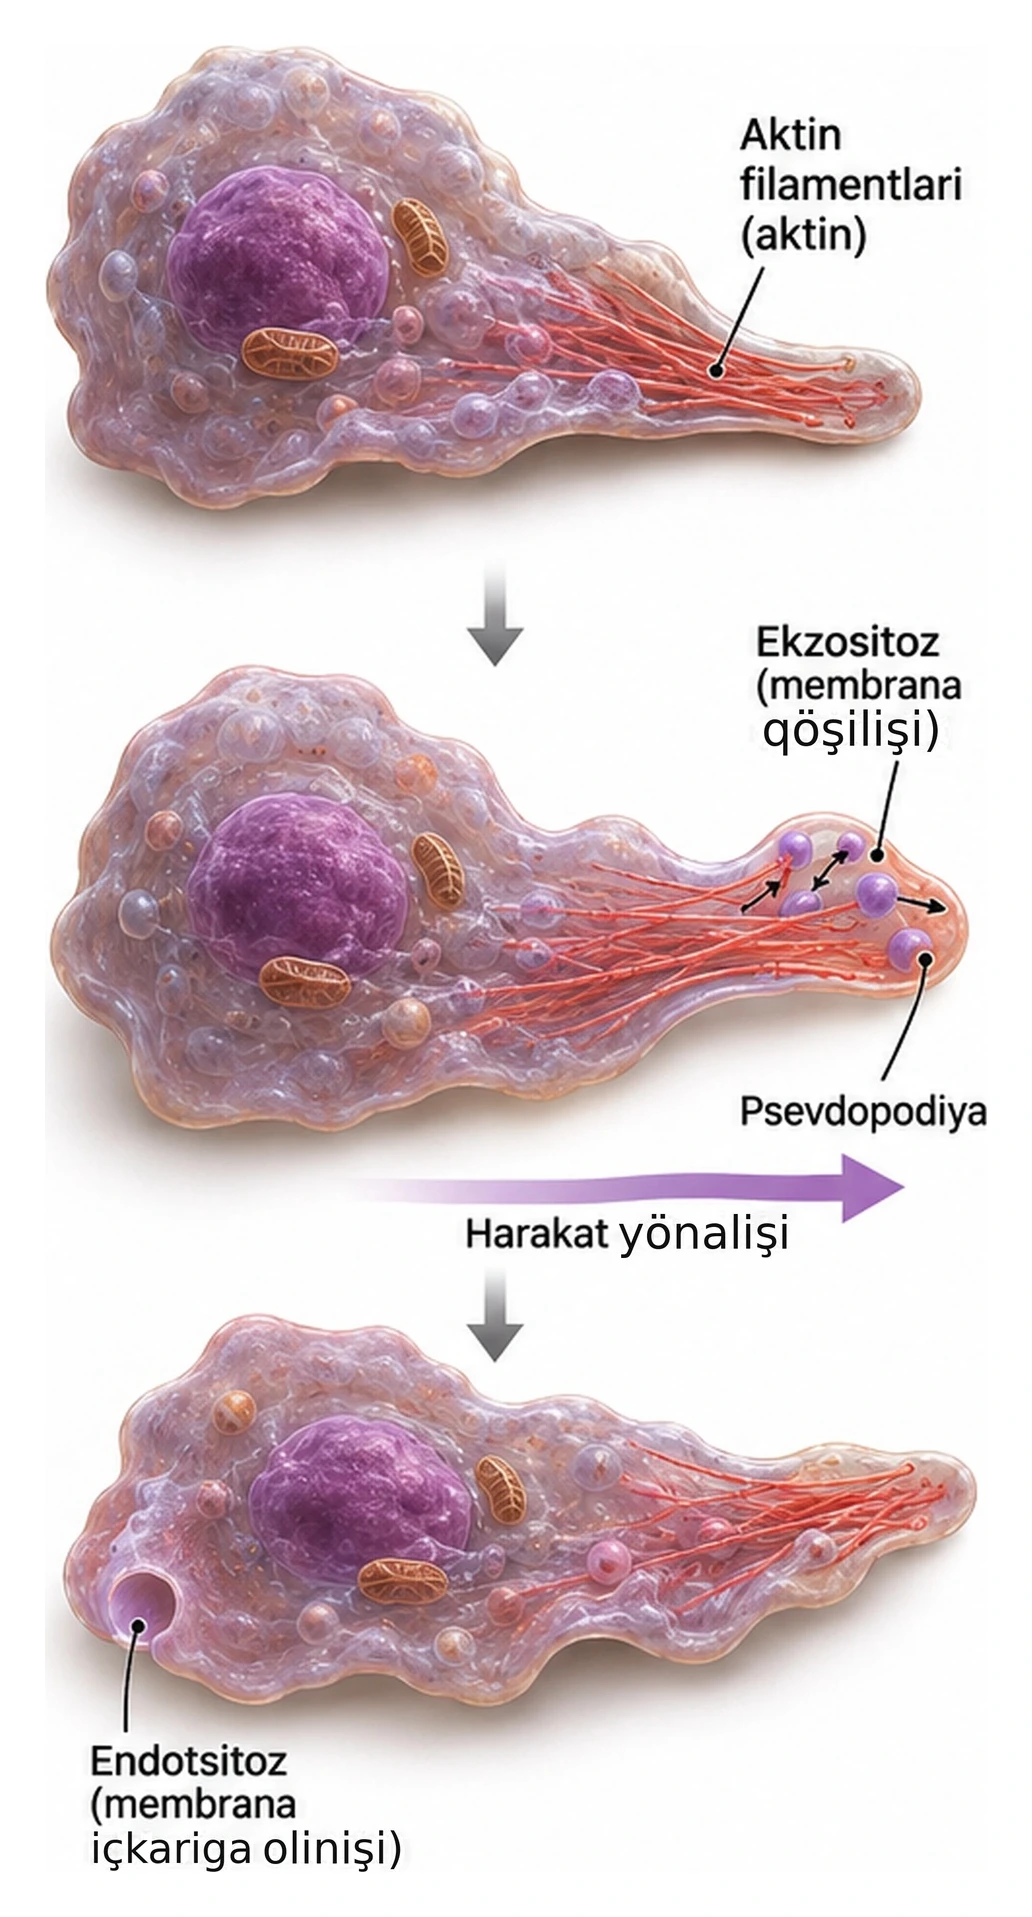 Aktin
filamentlari
(aktin)
Ekzositoz
(membrana
qöşilişi)
Psevdopodiya
Harakat yönalişi
Endotsitoz
(membrana
içkariga olinişi)